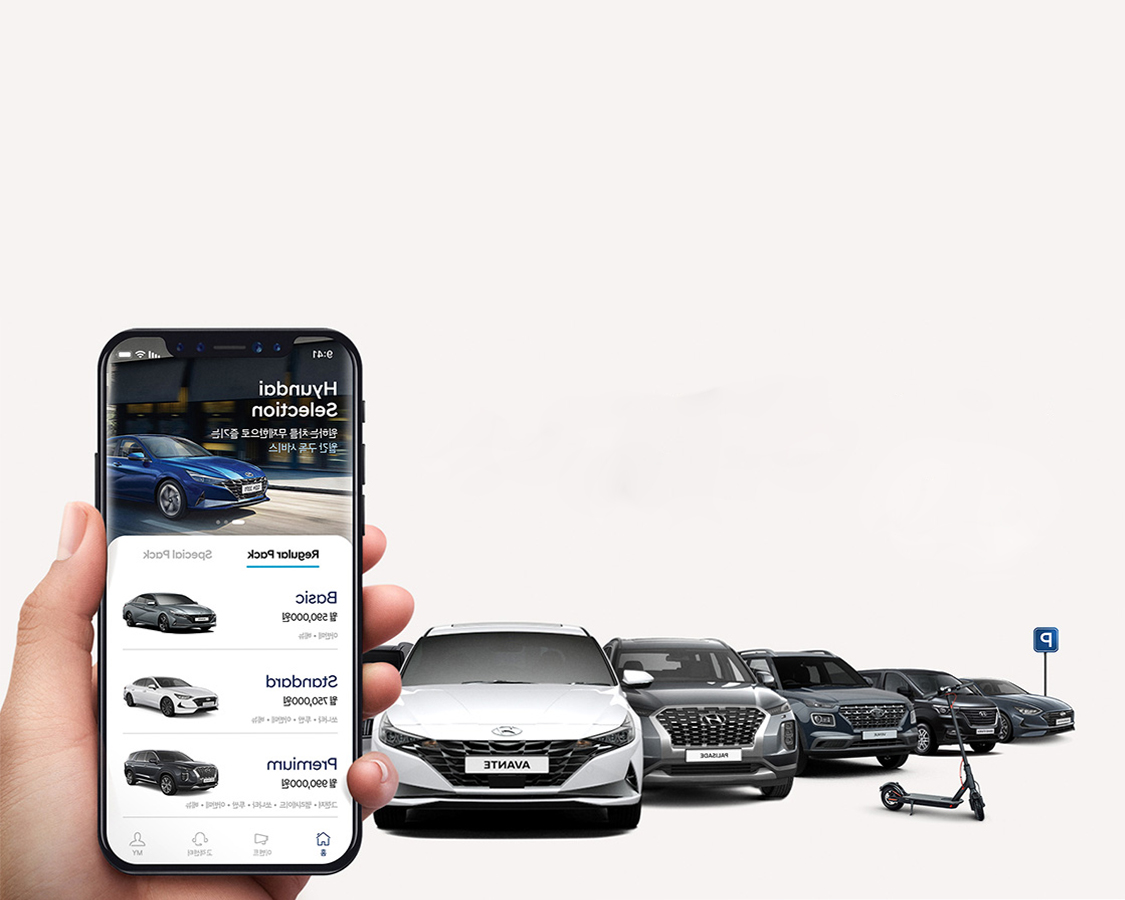 9:41
Hyundai
Selection
원하는 차를 무제한으로 즐기는
월간 구독 서비스
Regular Pack Special Pack
Basic
월 590,000원
아반떼 • 베뉴
Standard
월 750,000원
쏘나타 • 투싼 • 아반떼 • 베뉴
Premium
월 990,000원
그랜저 • 팰리세이드 • 쏘나타 • 투싼 • 아반떼 • 베뉴
홈 이벤트 고객센터 MY
AVANTE
PALISADE
VENUE
P